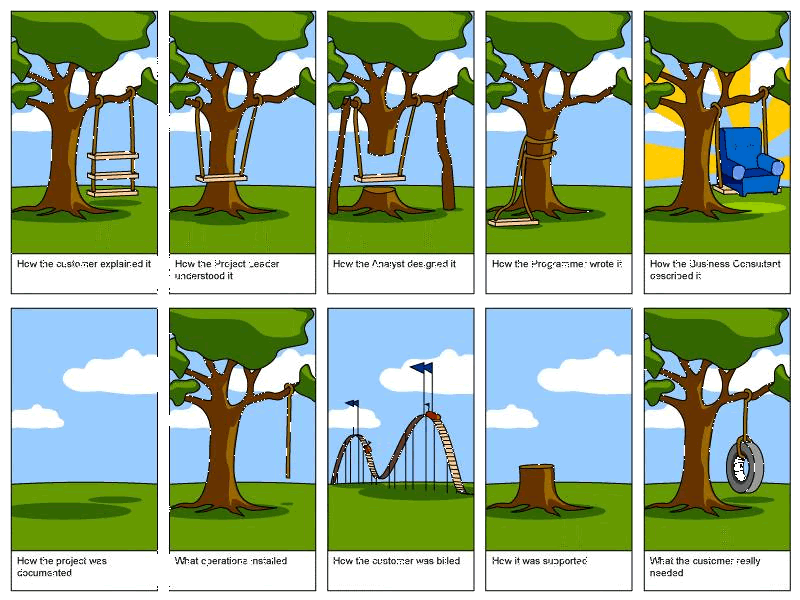 How the customer explained it
How the Project Leader
understood it
How the Analyst designed it
How the Programmer wrote it
How the Business Consultant
described it
How the project was
documented
What operations installed
How the customer was billed
How it was supported
What the customer really
needed